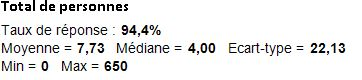 Total de personnes
Taux de réponse : 94,4%
Moyenne = 7,73 Médiane = 4,00 Ecart-type = 22,13
Min = 0 Max = 650